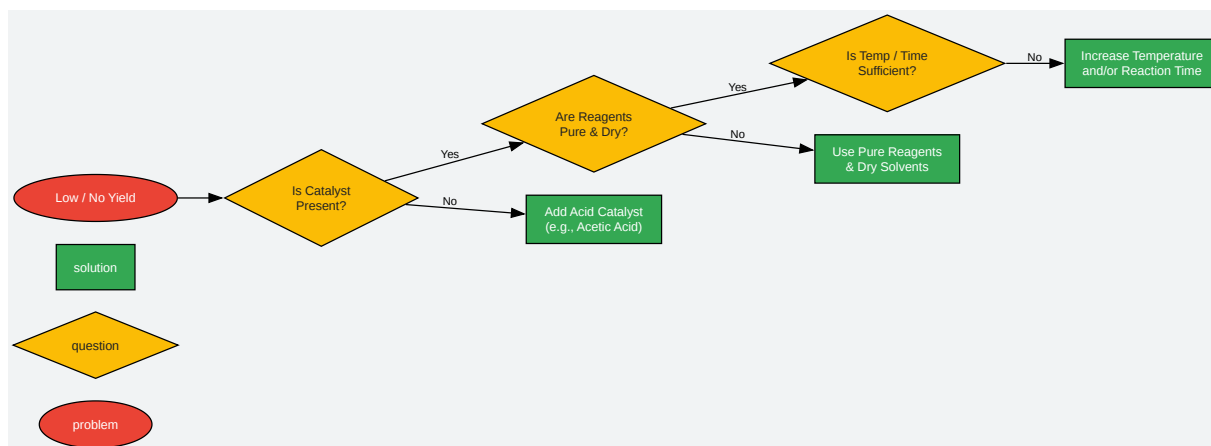 Is Temp / Time
Sufficient?
No
Increase Temperature
and/or Reaction Time
Yes
Are Reagents
Pure & Dry?
No
Use Pure Reagents
& Dry Solvents
Yes
Is Catalyst
Present?
Low / No Yield
No
Add Acid Catalyst
(e.g., Acetic Acid)
solution
question
problem